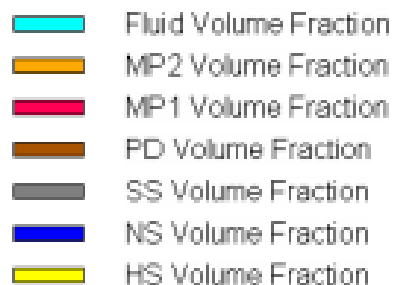 Fluid Volume Fraction
MP2 Volume Fraction
MP1 Volume Fraction
PD Volume Fraction
SS Volume Fraction
NS Volume Fraction
HS Volume Fraction